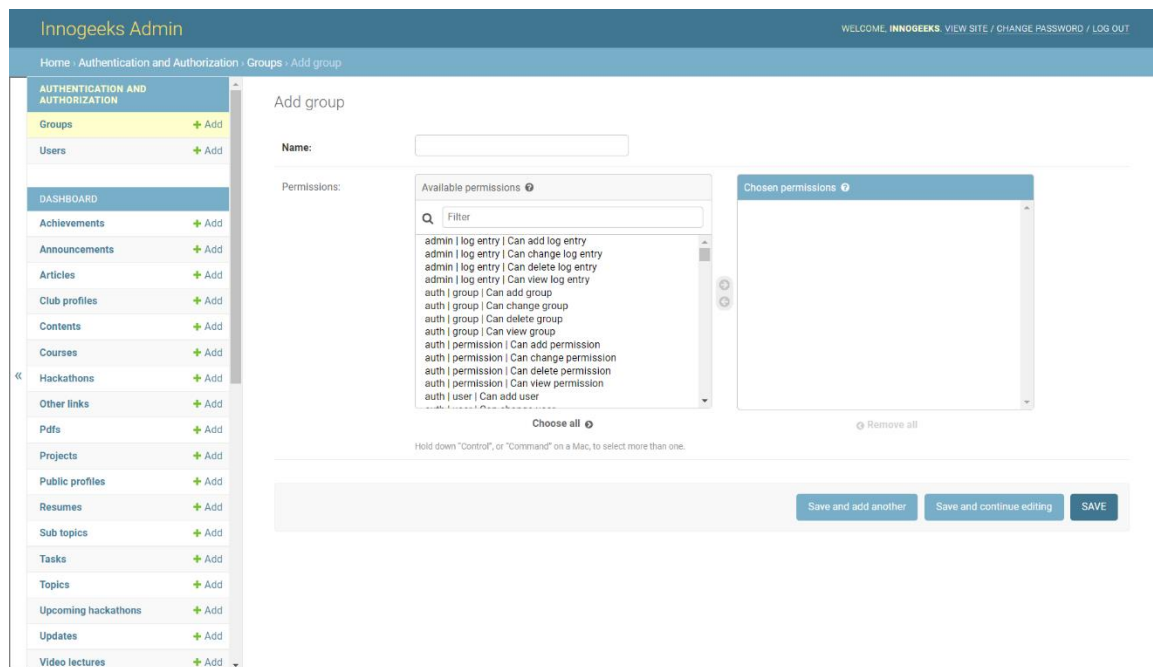 Innogeeks Admin
WELCOME, INNOGEEKS. VIEW SITE / CHANGE PASSWORD / LOG OUT
Home › Authentication and Authorization › Groups › Add group
AUTHENTICATION AND
AUTHORIZATION
Groups + Add
Users + Add
DASHBOARD
Achievements + Add
Announcements + Add
Articles + Add
Club profiles + Add
Contents + Add
Courses + Add
Hackathons + Add
Other links + Add
Pdfs + Add
Projects + Add
Public profiles + Add
Resumes + Add
Sub topics + Add
Tasks + Add
Topics + Add
Upcoming hackathons + Add
Updates + Add
Video lectures + Add
«
Add group
Name:
Permissions:
Available permissions ?
Filter
admin | log entry | Can add log entry
admin | log entry | Can change log entry
admin | log entry | Can delete log entry
admin | log entry | Can view log entry
auth | group | Can add group
auth | group | Can change group
auth | group | Can delete group
auth | group | Can view group
auth | permission | Can add permission
auth | permission | Can change permission
auth | permission | Can delete permission
auth | permission | Can view permission
auth | user | Can add user
auth | user | Can change user
Choose all
Hold down "Control", or "Command" on a Mac, to select more than one.
Chosen permissions ?
Remove all
Save and add another
Save and continue editing
SAVE